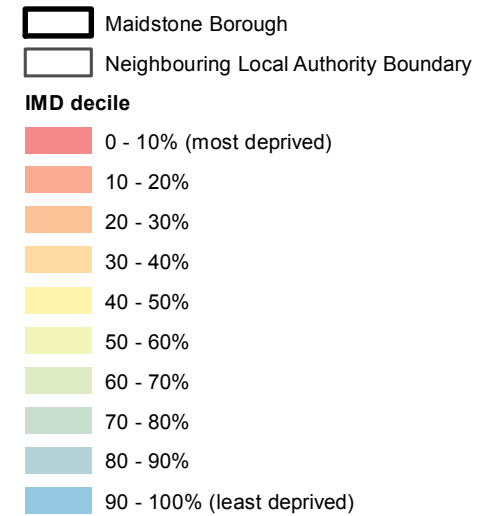 Maidstone Borough
Neighbouring Local Authority Boundary
IMD decile
0 - 10% (most deprived)
10 - 20%
20 - 30%
30 - 40%
40 - 50%
50 - 60%
60 - 70%
70 - 80%
80 - 90%
90 - 100% (least deprived)